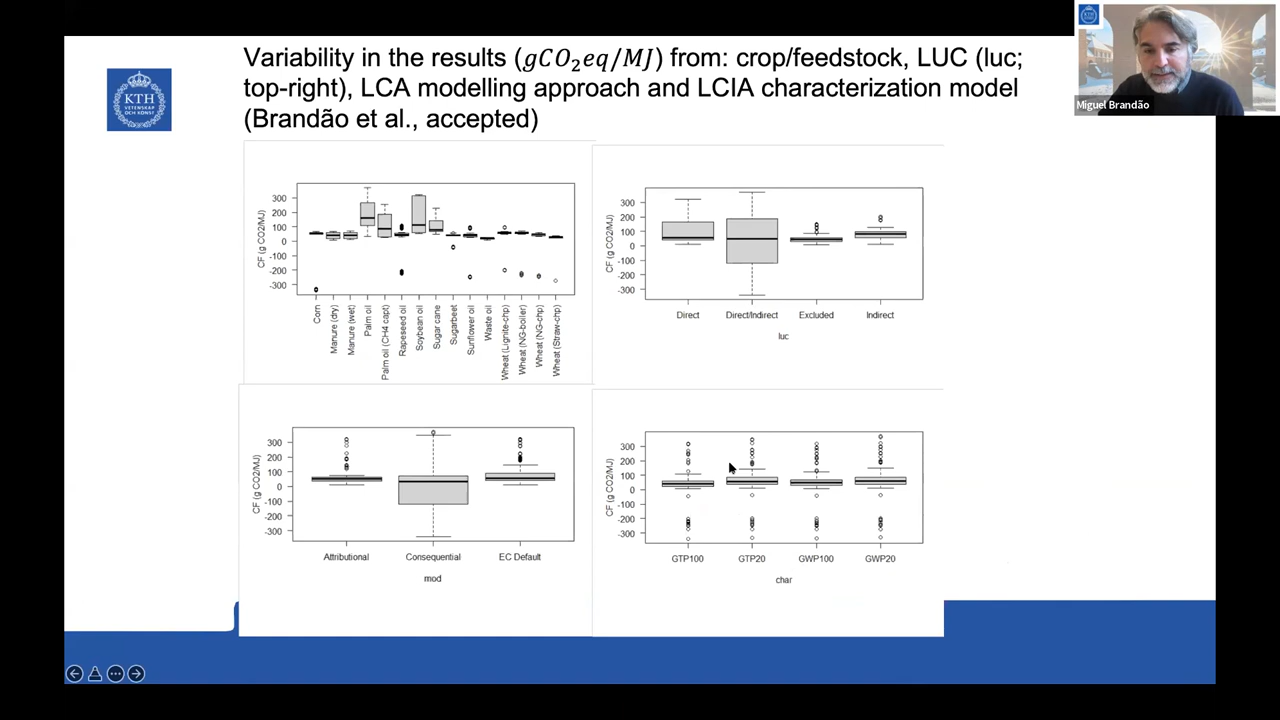 Variability in the results (gCO₂eq/MJ) from: crop/feedstock, LUC (luc;
top-right), LCA modelling approach and LCIA characterization model
(Brandão et al., accepted)
Miguel Brandão
KTH
VETENSKAP
OCH KONST
CF (g CO2/MJ)
300
200
100
0
-100
-200
-300
Corn
Manure (dry)
Manure (wet)
Palm oil
Palm oil (CH4 capt)
Rapeseed oil
Soybean oil
Sugar cane
Sugarbeet
Sunflower oil
Waste oil
Wheat (Lignite-chp)
Wheat (NG-boiler)
Wheat (NG-chp)
Wheat (Straw-chp)
CF (g CO2/MJ)
300
200
100
0
-100
-200
-300
Direct Direct/Indirect Excluded Indirect
luc
CF (g CO2/MJ)
300
200
100
0
-100
-200
-300
Attributional Consequential EC Default
mod
CF (g CO2/MJ)
300
200
100
0
-100
-200
-300
GTP100 GTP20 GWP100 GWP20
char